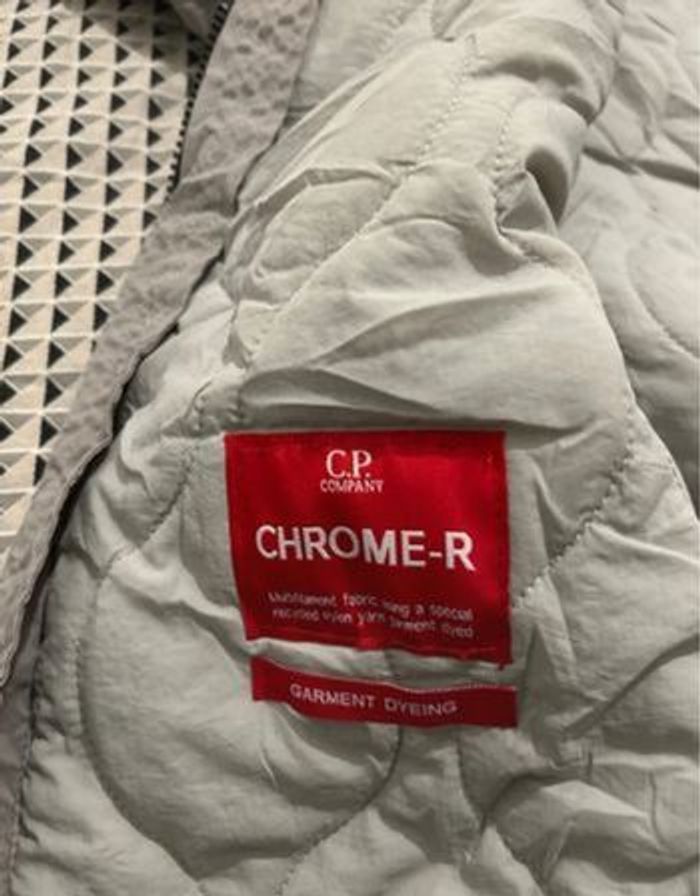 C.P.
COMPANY
CHROME-R
Multifilament fabric using a special
recycled nylon yarn garment dyed
GARMENT DYEING